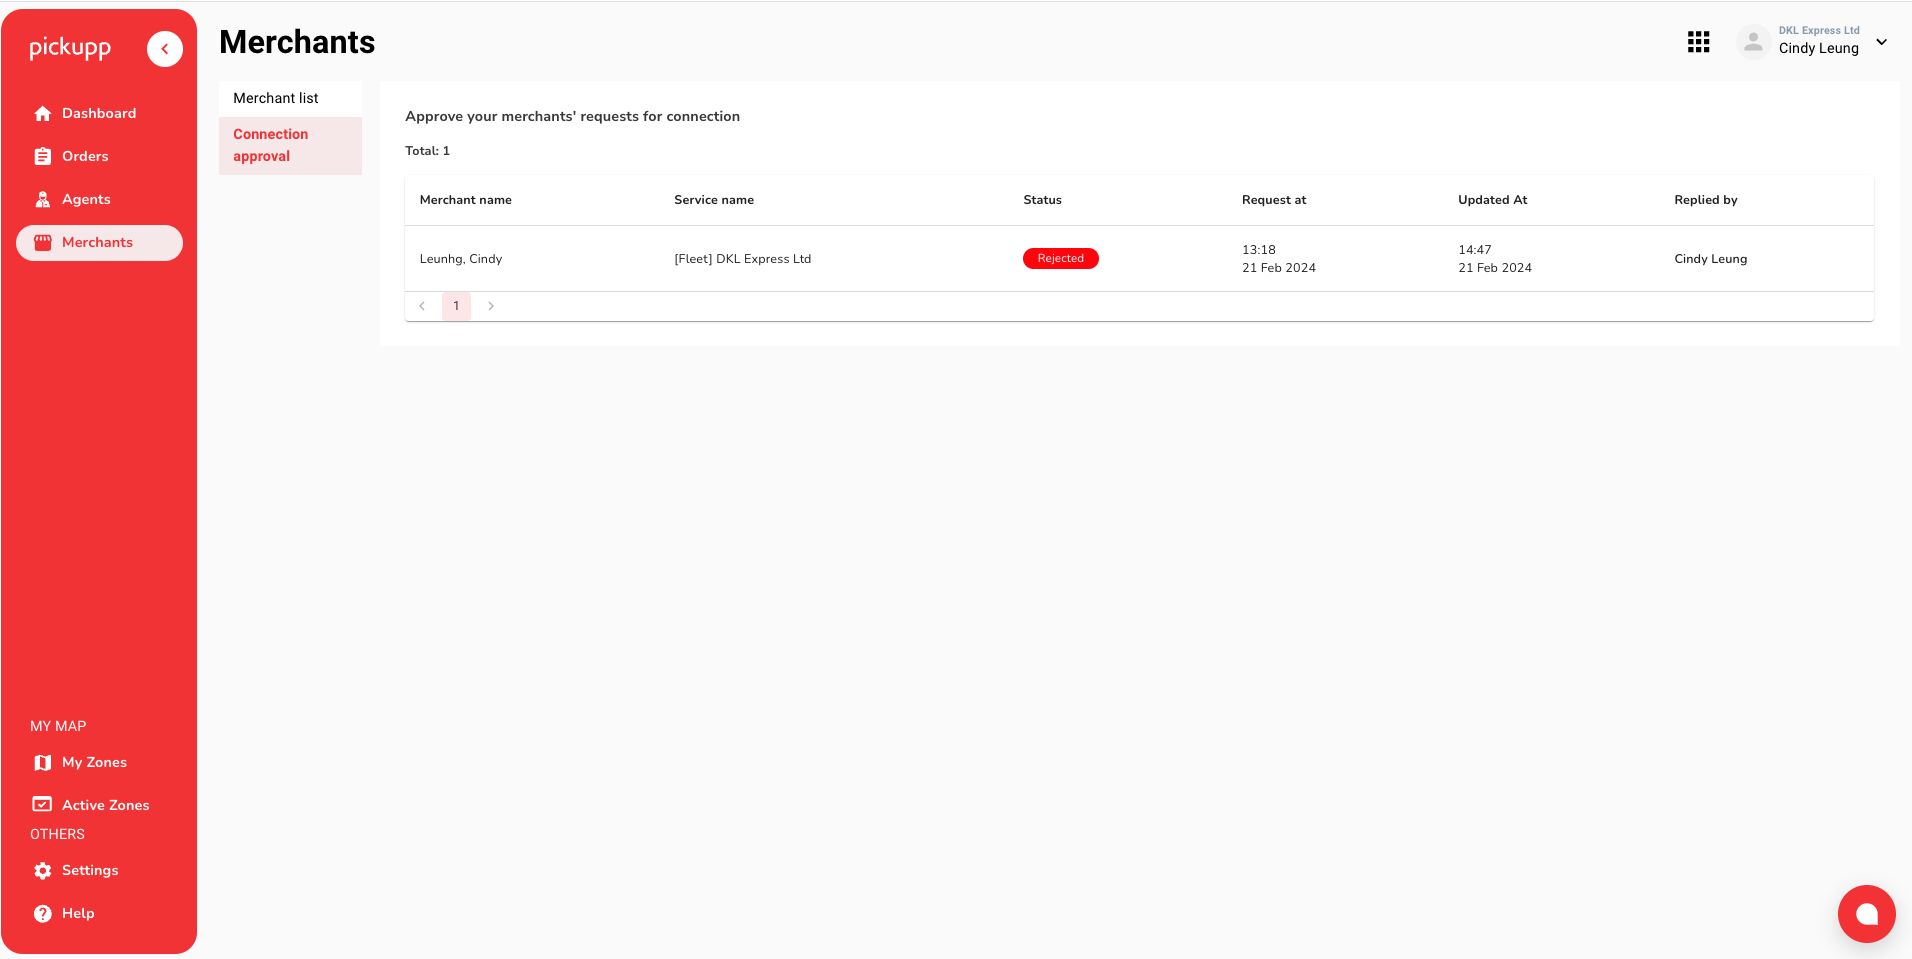 pickupp
Dashboard
Orders
Agents
Merchants
MY MAP
My Zones
Active Zones
OTHERS
Settings
Help
Merchants
DKL Express Ltd
Cindy Leung
Merchant list
Connection
approval
Approve your merchants' requests for connection
Total: 1
Merchant name Service name Status Request at Updated At Replied by
Leunhg, Cindy [Fleet] DKL Express Ltd Rejected 13:18 14:47 Cindy Leung
21 Feb 2024 21 Feb 2024
1